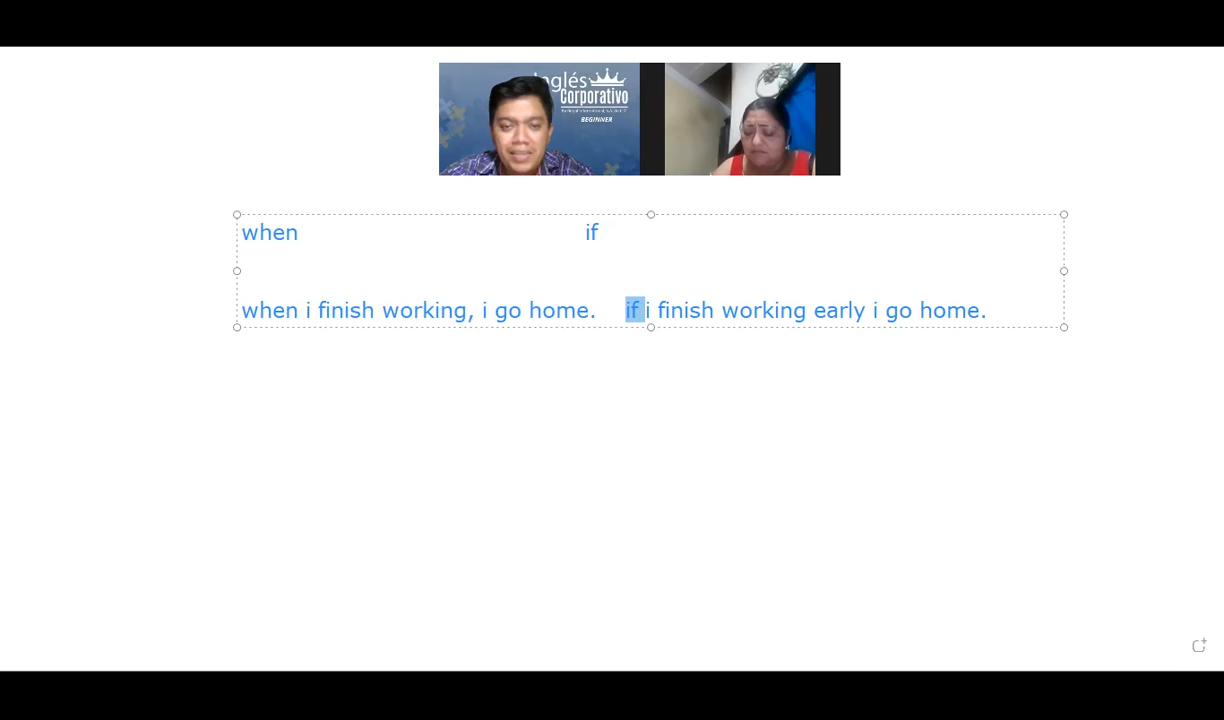 Inglés
Corporativo
BEGINNER
when if
when i finish working, i go home. if i finish working early i go home.